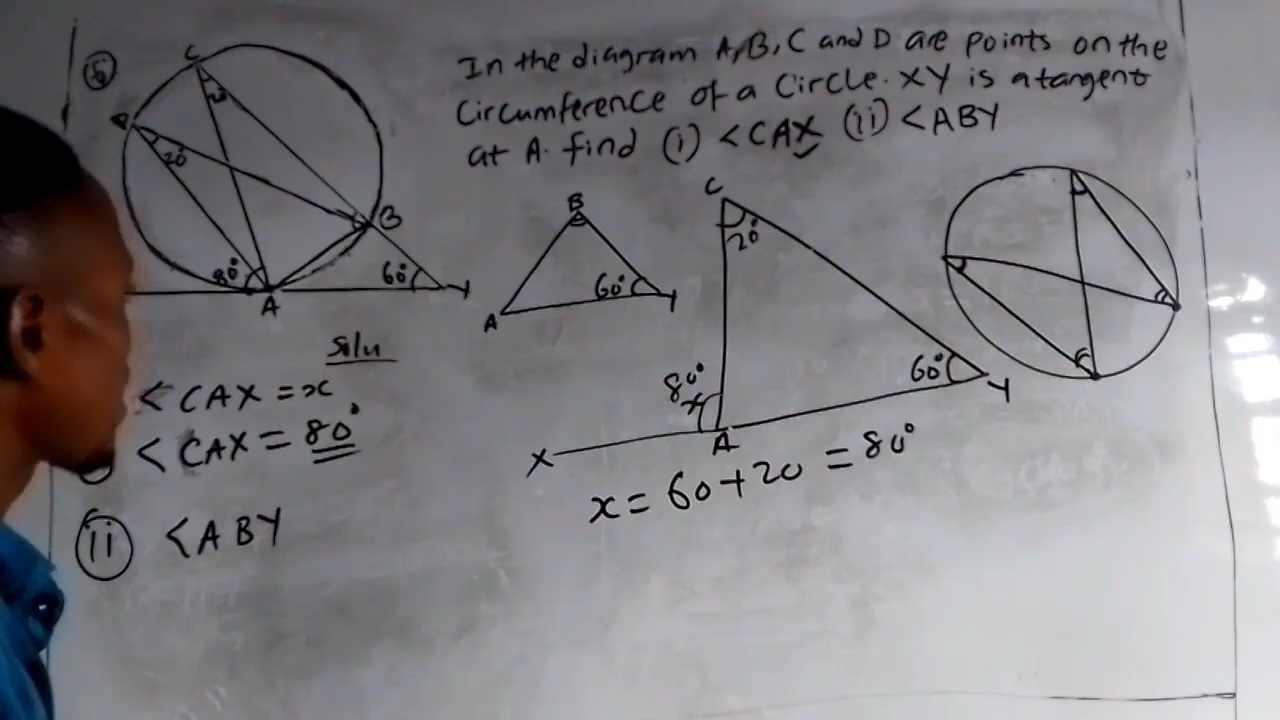 5
In the diagram A, B, C and D are points on the
Circumference of a Circle. XY is a tangent
at A. find (i) <CAX (ii) <ABY
C
20
D
20
B
80°
60°
A
Y
B
60°
A
Y
C
20°
80°
x
60°
Y
X
A
x = 60+20 = 80°
Solu
<CAX = x
<CAX = 80°
(ii) <ABY